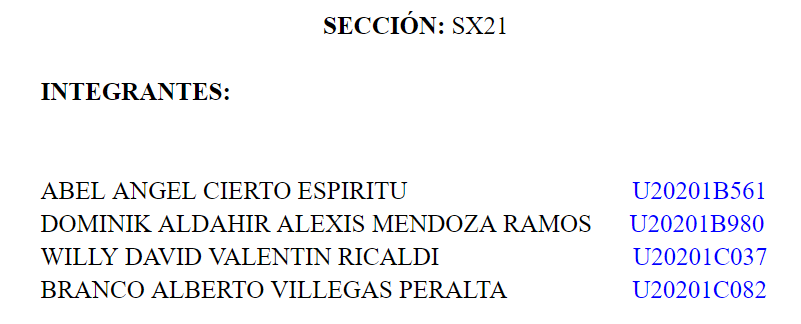 SECCIÓN: SX21
INTEGRANTES:
ABEL ANGEL CIERTO ESPIRITU U20201B561
DOMINIK ALDAHIR ALEXIS MENDOZA RAMOS U20201B980
WILLY DAVID VALENTIN RICALDI U20201C037
BRANCO ALBERTO VILLEGAS PERALTA U20201C082